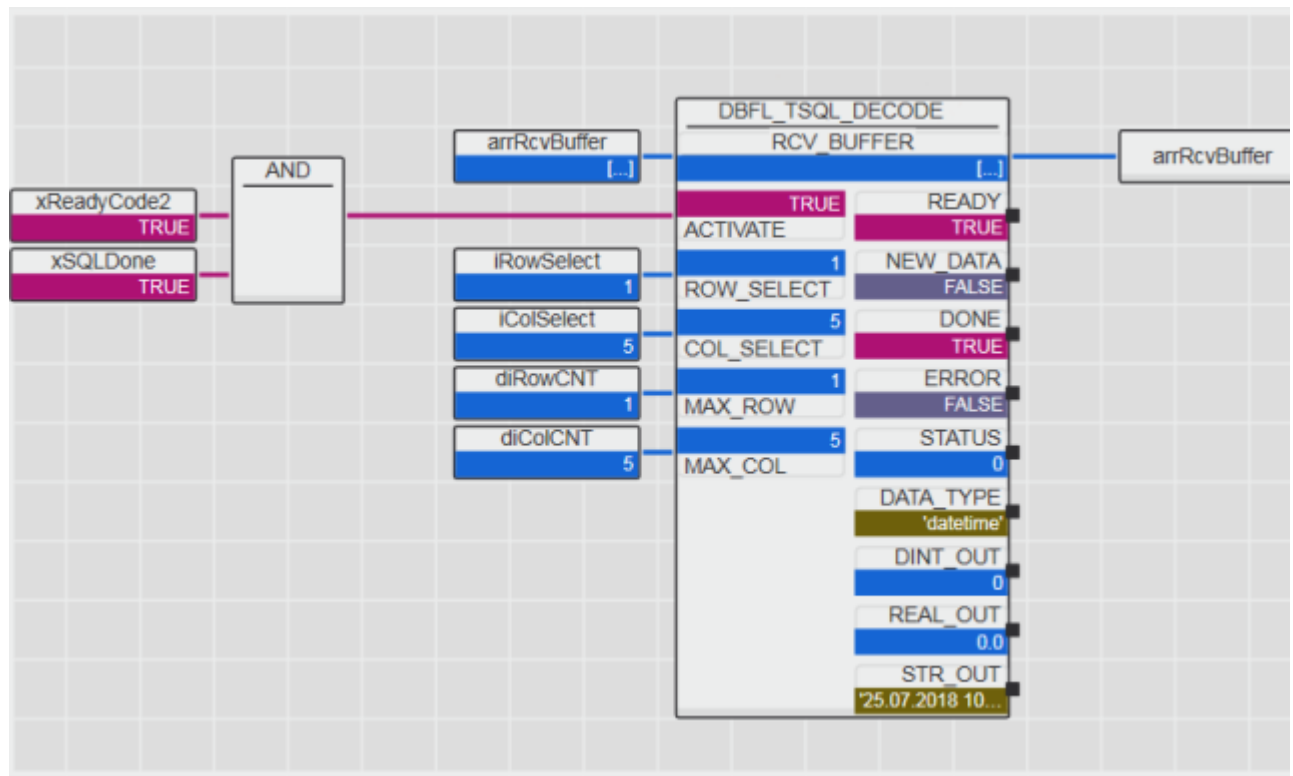 DBFL_TSQL_DECODE
arrRcvBuffer
[...]
RCV_BUFFER
[...]
arrRcvBuffer
AND
xReadyCode2
TRUE
xSQLDone
TRUE
TRUE
ACTIVATE
READY
TRUE
iRowSelect
1
1
ROW_SELECT
NEW_DATA
FALSE
iColSelect
5
5
COL_SELECT
DONE
TRUE
diRowCNT
1
1
MAX_ROW
ERROR
FALSE
diColCNT
5
5
MAX_COL
STATUS
0
DATA_TYPE
'datetime'
DINT_OUT
0
REAL_OUT
0.0
STR_OUT
'25.07.2018 10...